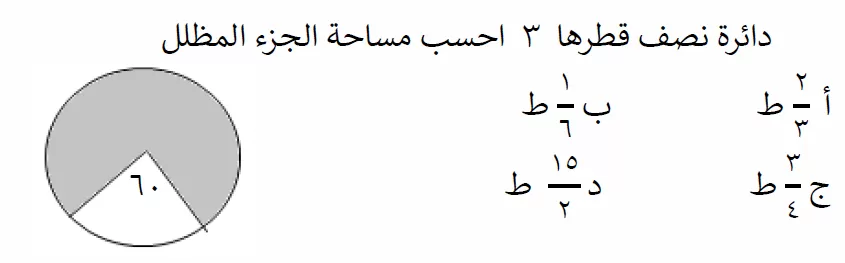 دائرة نصف قطرها ٣ احسب مساحة الجزء المظلل
أ ٢/٣ ط ب ١/٦ ط
ج ٣/٤ ط د ١٥/٢ ط
٦٠